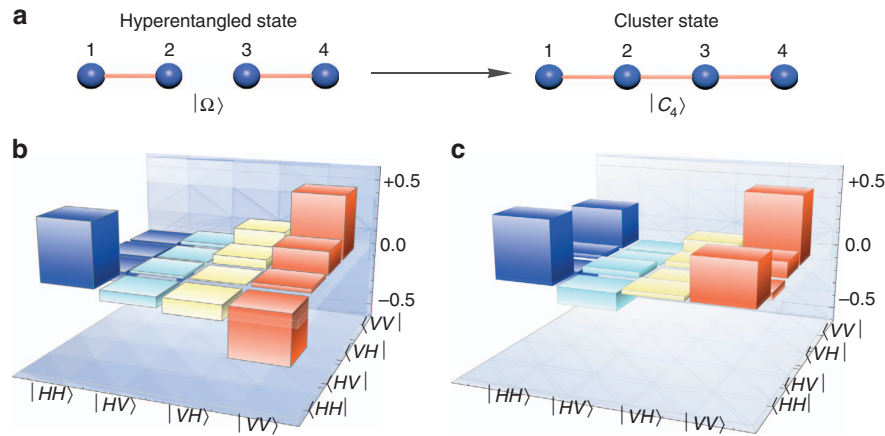 a
Hyperentangled state
Cluster state
1 2 3 4
1 2 3 4
|Ω⟩
|C₄⟩
b
+0.5
0.0
−0.5
⟨VV|
⟨VH|
⟨HV|
⟨HH|
|HH⟩
|HV⟩
|VH⟩
|VV⟩
c
+0.5
0.0
−0.5
⟨VV|
⟨VH|
⟨HV|
⟨HH|
|HH⟩
|HV⟩
|VH⟩
|VV⟩